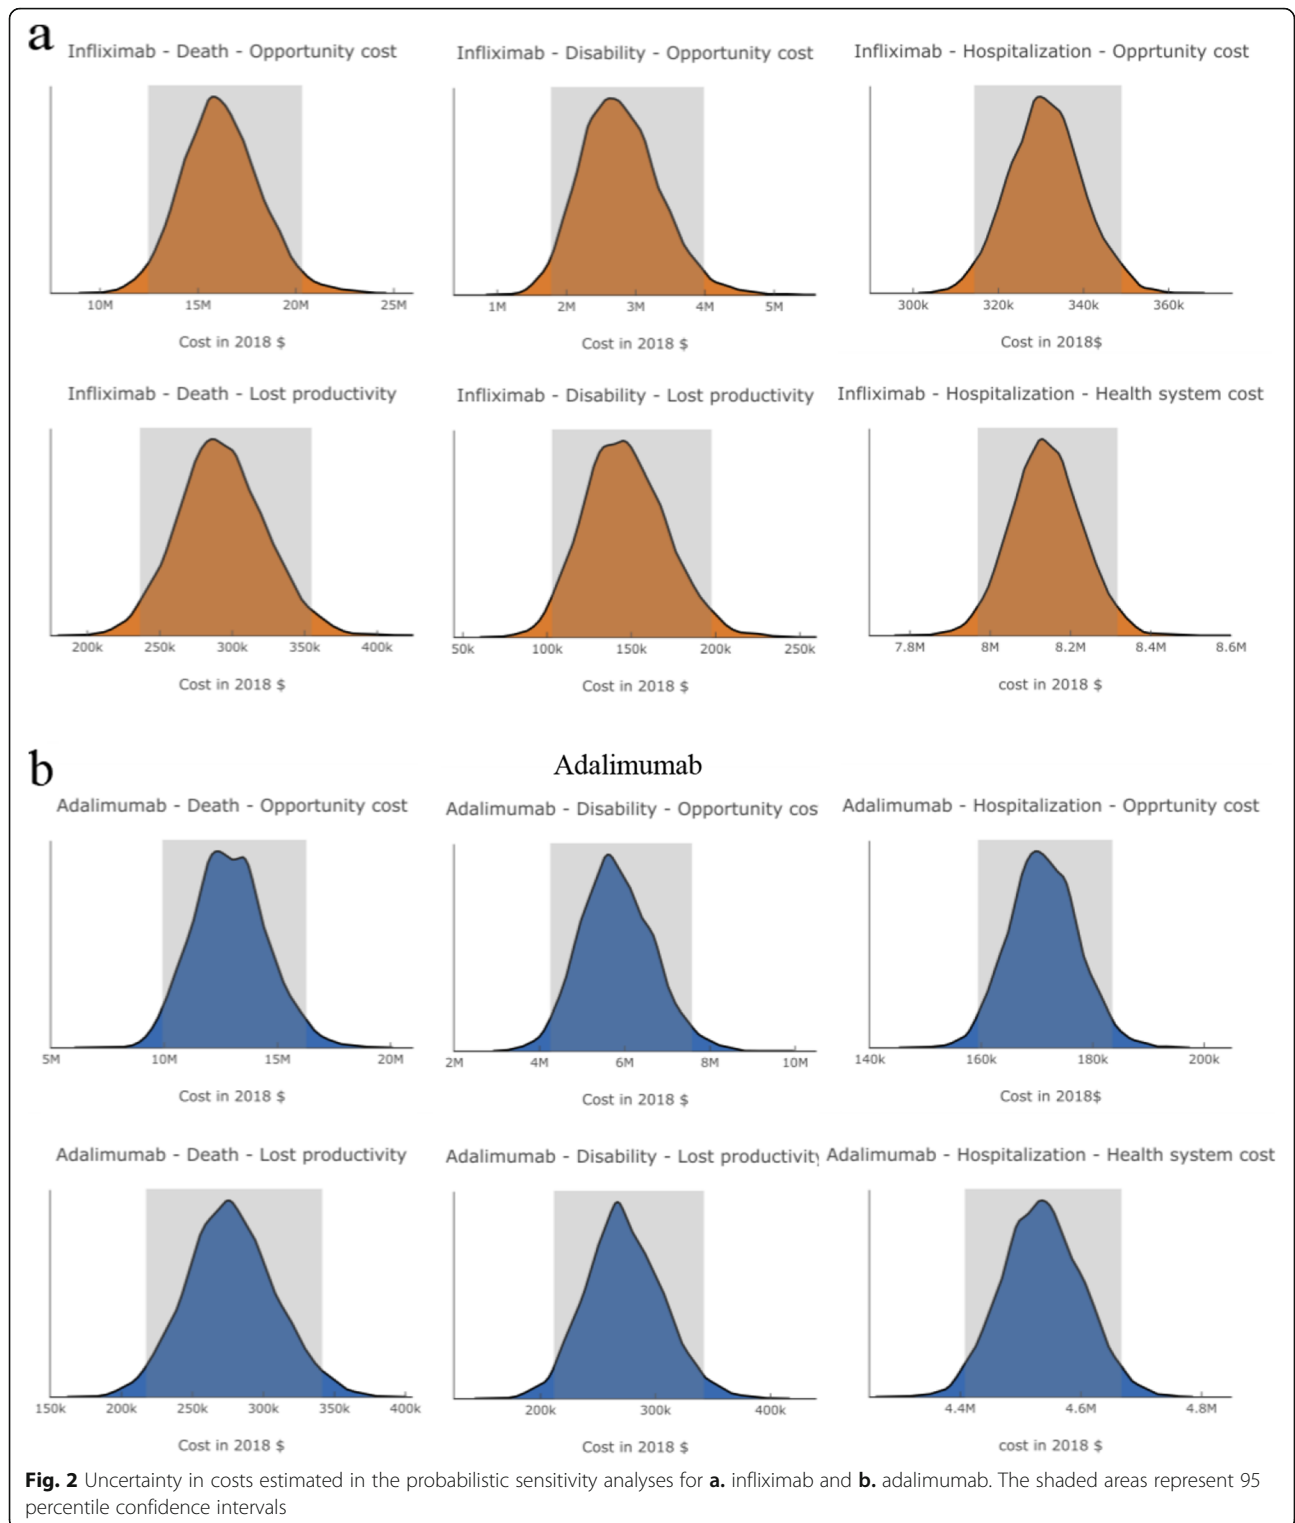 a
Infliximab - Death - Opportunity cost
Infliximab - Disability - Opportunity cost
Infliximab - Hospitalization - Opprtunity cost
10M 15M 20M 25M
1M 2M 3M 4M 5M
300k 320k 340k 360k
Cost in 2018 $
Cost in 2018 $
Cost in 2018$
Infliximab - Death - Lost productivity
Infliximab - Disability - Lost productivity
Infliximab - Hospitalization - Health system cost
200k 250k 300k 350k 400k
50k 100k 150k 200k 250k
7.8M 8M 8.2M 8.4M 8.6M
Cost in 2018 $
Cost in 2018 $
cost in 2018 $
b
Adalimumab
Adalimumab - Death - Opportunity cost
Adalimumab - Disability - Opportunity cos
Adalimumab - Hospitalization - Opprtunity cost
5M 10M 15M 20M
2M 4M 6M 8M 10M
140k 160k 180k 200k
Cost in 2018 $
Cost in 2018 $
Cost in 2018$
Adalimumab - Death - Lost productivity
Adalimumab - Disability - Lost productivity
Adalimumab - Hospitalization - Health system cost
150k 200k 250k 300k 350k 400k
200k 300k 400k
4.4M 4.6M 4.8M
Cost in 2018 $
Cost in 2018 $
cost in 2018 $
Fig. 2 Uncertainty in costs estimated in the probabilistic sensitivity analyses for a. infliximab and b. adalimumab. The shaded areas represent 95
percentile confidence intervals